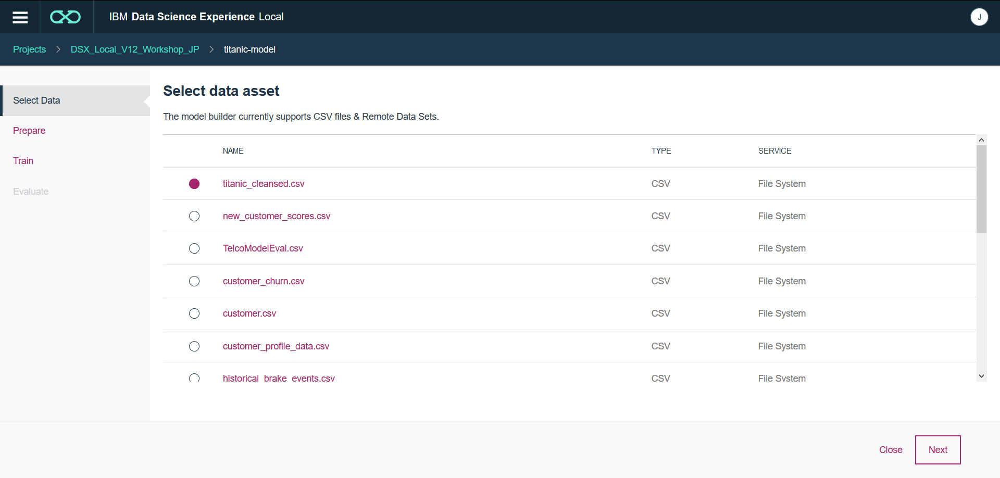 IBM Data Science Experience Local
J
Projects > DSX_Local_V12_Workshop_JP > titanic-model
Select Data
Prepare
Train
Evaluate
Select data asset
The model builder currently supports CSV files & Remote Data Sets.
NAME TYPE SERVICE
titanic_cleansed.csv CSV File System
new_customer_scores.csv CSV File System
TelcoModelEval.csv CSV File System
customer_churn.csv CSV File System
customer.csv CSV File System
customer_profile_data.csv CSV File System
historical_brake_events.csv CSV File System
Close Next